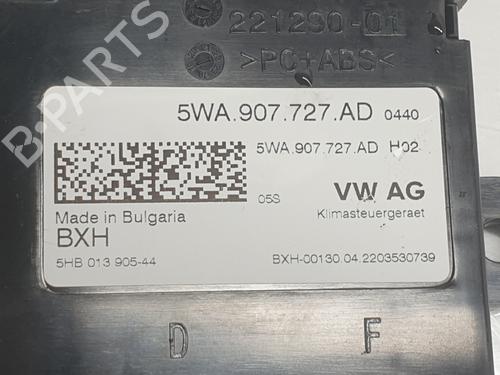 221290-01
>PC+ABS<
5WA.907.727.AD 0440
5WA.907.727.AD H02
05S
VW AG
Made in Bulgaria
Klimasteuergeraet
BXH
5HB 013 905-44
BXH-00130.04.2203530739
D F
B-PARTS